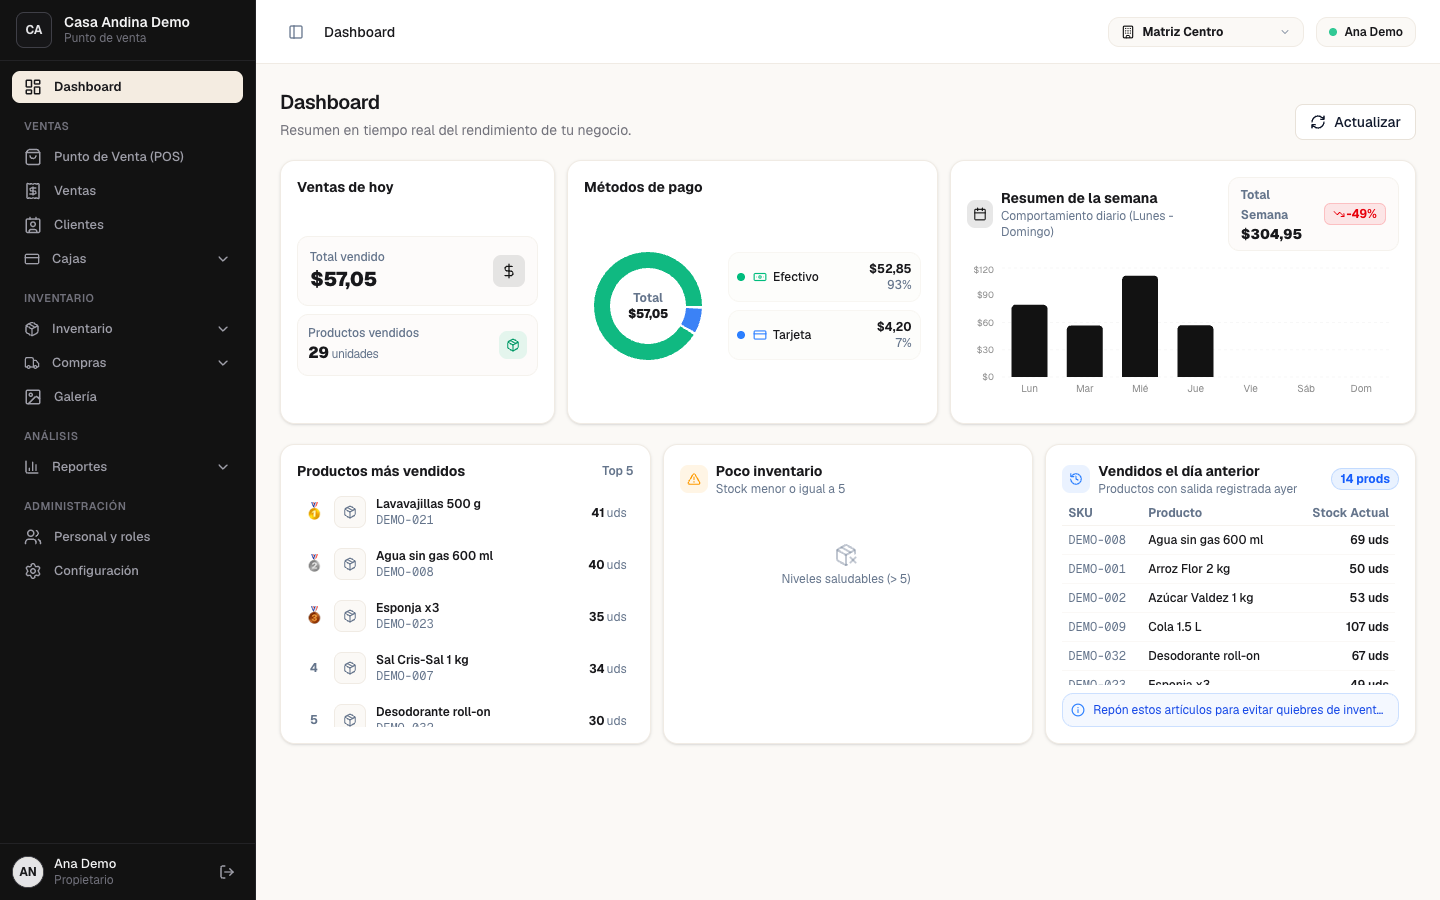 CA
Casa Andina Demo
Punto de venta
Dashboard
VENTAS
Punto de Venta (POS)
Ventas
Clientes
Cajas
INVENTARIO
Inventario
Compras
Galería
ANÁLISIS
Reportes
ADMINISTRACIÓN
Personal y roles
Configuración
AN
Ana Demo
Propietario
Dashboard
Matriz Centro
Ana Demo
Dashboard
Resumen en tiempo real del rendimiento de tu negocio.
Actualizar
Ventas de hoy
Total vendido
$57,05
Productos vendidos
29 unidades
Métodos de pago
Total
$57,05
Efectivo
$52,85
93%
Tarjeta
$4,20
7%
Resumen de la semana
Comportamiento diario (Lunes -
Domingo)
Total
Semana
$304,95
-49%
$120
$90
$60
$30
$0
Lun Mar Mié Jue Vie Sáb Dom
Productos más vendidos
Top 5
1
Lavavajillas 500 g
DEMO-021
41 uds
2
Agua sin gas 600 ml
DEMO-008
40 uds
3
Esponja x3
DEMO-023
35 uds
4
Sal Cris-Sal 1 kg
DEMO-007
34 uds
5
Desodorante roll-on
DEMO-032
30 uds
Poco inventario
Stock menor o igual a 5
Niveles saludables (> 5)
Vendidos el día anterior
Productos con salida registrada ayer
14 prods
SKU Producto Stock Actual
DEMO-008 Agua sin gas 600 ml 69 uds
DEMO-001 Arroz Flor 2 kg 50 uds
DEMO-002 Azúcar Valdez 1 kg 53 uds
DEMO-009 Cola 1.5 L 107 uds
DEMO-032 Desodorante roll-on 67 uds
DEMO-023 Esponja x3 49 uds
Repón estos artículos para evitar quiebres de invent...